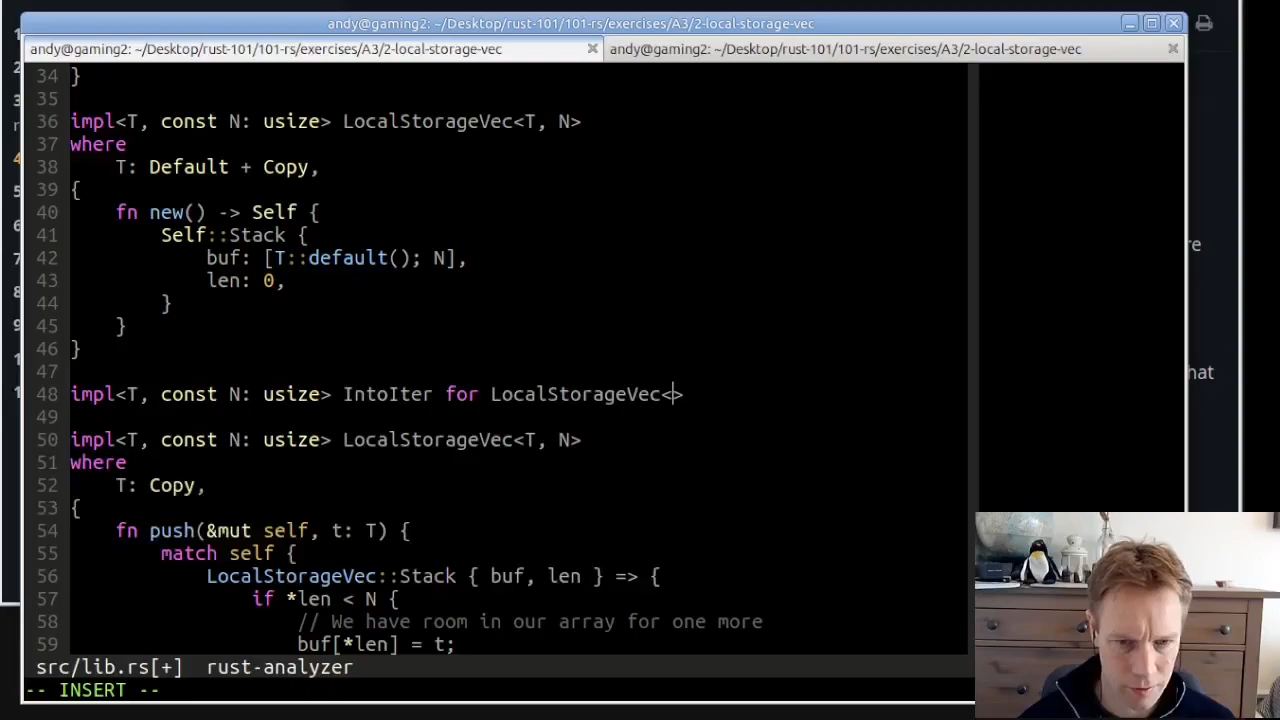 andy@gaming2: ~/Desktop/rust-101/101-rs/exercises/A3/2-local-storage-vec
andy@gaming2: ~/Desktop/rust-101/101-rs/exercises/A3/2-local-storage-vec
andy@gaming2: ~/Desktop/rust-101/101-rs/exercises/A3/2-local-storage-vec
34 }
35
36 impl<T, const N: usize> LocalStorageVec<T, N>
37 where
38     T: Default + Copy,
39 {
40     fn new() -> Self {
41         Self::Stack {
42             buf: [T::default(); N],
43             len: 0,
44         }
45     }
46 }
47
48 impl<T, const N: usize> IntoIter for LocalStorageVec<>
49
50 impl<T, const N: usize> LocalStorageVec<T, N>
51 where
52     T: Copy,
53 {
54     fn push(&mut self, t: T) {
55         match self {
56             LocalStorageVec::Stack { buf, len } => {
57                 if *len < N {
58                     // We have room in our array for one more
59                     buf[*len] = t;
src/lib.rs[+]  rust-analyzer
-- INSERT --